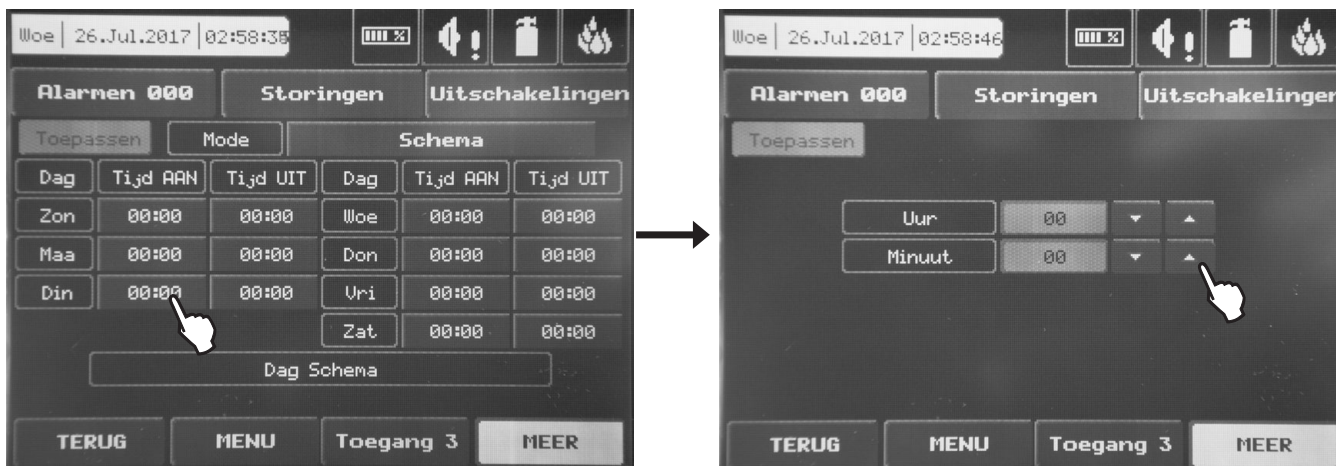 Woe 26.Jul.2017 02:58:38
Alarmen 000 Storingen Uitschakelingen
Toepassen Mode Schema
Dag Tijd AAN Tijd UIT Dag Tijd AAN Tijd UIT
Zon 00:00 00:00 Woe 00:00 00:00
Maa 00:00 00:00 Don 00:00 00:00
Din 00:00 00:00 Vri 00:00 00:00
Zat 00:00 00:00
Dag Schema
TERUG MENU Toegang 3 MEER
Woe 26.Jul.2017 02:58:46
Alarmen 000 Storingen Uitschakelingen
Toepassen
Uur 00
Minuut 00
TERUG MENU Toegang 3 MEER